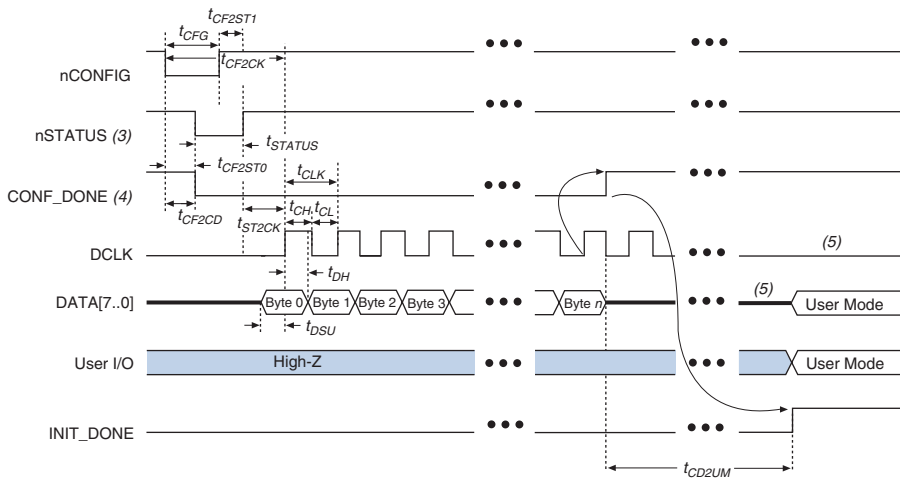 tCF2ST1
tCFG
tCF2CK
nCONFIG
nSTATUS (3)
tSTATUS
tCF2ST0
tCLK
CONF_DONE (4)
tCF2CD
tST2CK
tCH
tCL
DCLK
(5)
tDH
DATA[7..0]
Byte 0
Byte 1
Byte 2
Byte 3
Byte n
(5)
User Mode
tDSU
User I/O
High-Z
User Mode
INIT_DONE
tCD2UM